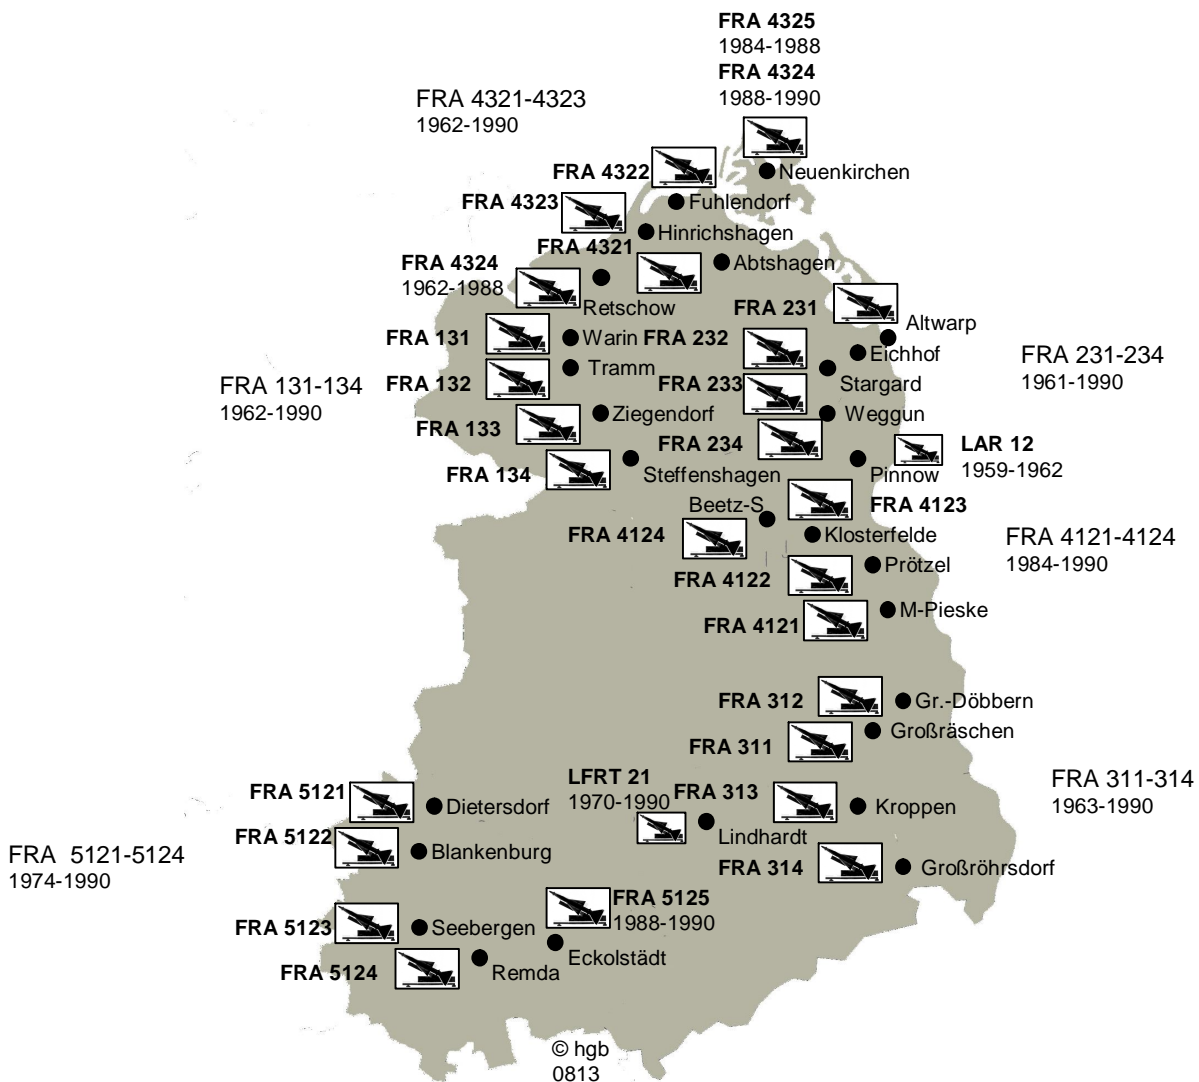 FRA 4325
1984-1988
FRA 4324
1988-1990
FRA 4321-4323
1962-1990
Neuenkirchen
FRA 4322
Fuhlendorf
FRA 4323
Hinrichshagen
FRA 4321
Abtshagen
FRA 4324
1962-1988
Retschow
FRA 231
Altwarp
FRA 131
Warin
FRA 232
Eichhof
FRA 231-234
1961-1990
FRA 131-134
1962-1990
FRA 132
Tramm
FRA 233
Stargard
FRA 133
Ziegendorf
Weggun
FRA 234
LAR 12
1959-1962
FRA 134
Steffenshagen
Pinnow
Beetz-S
FRA 4123
FRA 4124
Klosterfelde
FRA 4121-4124
1984-1990
FRA 4122
Prötzel
FRA 4121
M-Pieske
FRA 312
Gr.-Döbbern
FRA 311
Großräschen
FRA 311-314
1963-1990
FRA 5121
Dietersdorf
LFRT 21
1970-1990
FRA 313
Kroppen
Lindhardt
FRA 5122
Blankenburg
FRA 5121-5124
1974-1990
FRA 314
Großröhrsdorf
FRA 5125
1988-1990
FRA 5123
Seebergen
Eckolstädt
FRA 5124
Remda
© hgb
0813